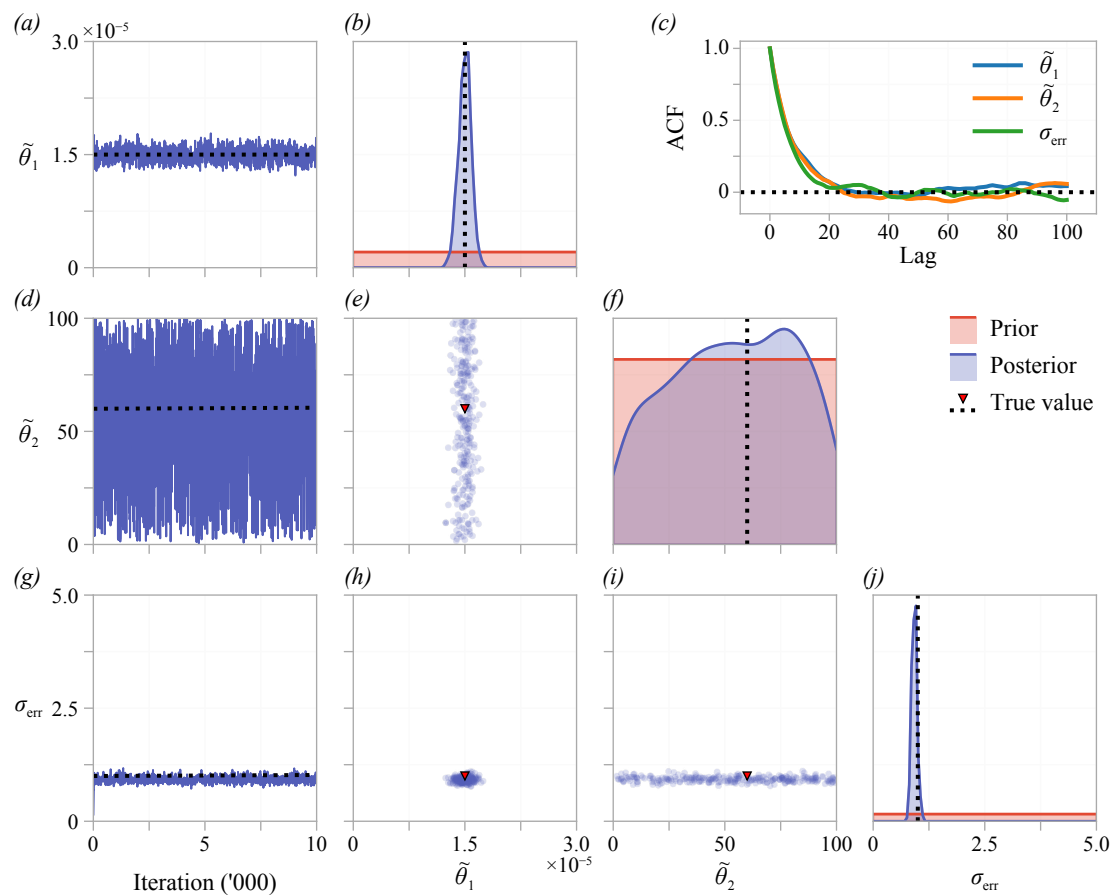 (a)
×10⁻⁵
3.0
1.5
0
θ̃₁
(b)
(c)
1.0
0.5
0
ACF
θ̃₁
θ̃₂
σerr
0 20 40 60 80 100
Lag
(d)
100
50
0
θ̃₂
(e)
(f)
Prior
Posterior
True value
(g)
5.0
2.5
0
σerr
0 5 10
Iteration ('000)
(h)
0 1.5 3.0
×10⁻⁵
θ̃₁
(i)
0 50 100
θ̃₂
(j)
0 2.5 5.0
σerr